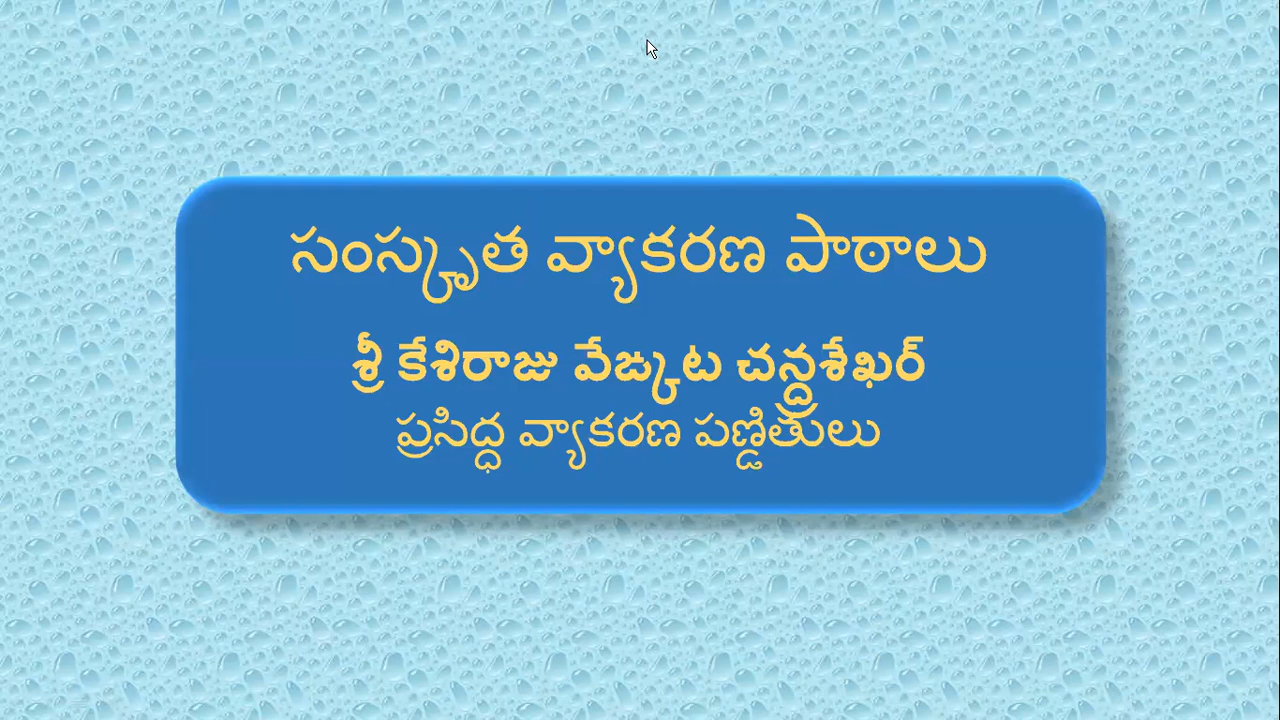 సంస్కృత వ్యాకరణ పాఠాలు
శ్రీ కేశిరాజు వేఙ్కట చన్ద్రశేఖర్
ప్రసిద్ధ వ్యాకరణ పణ్డితులు